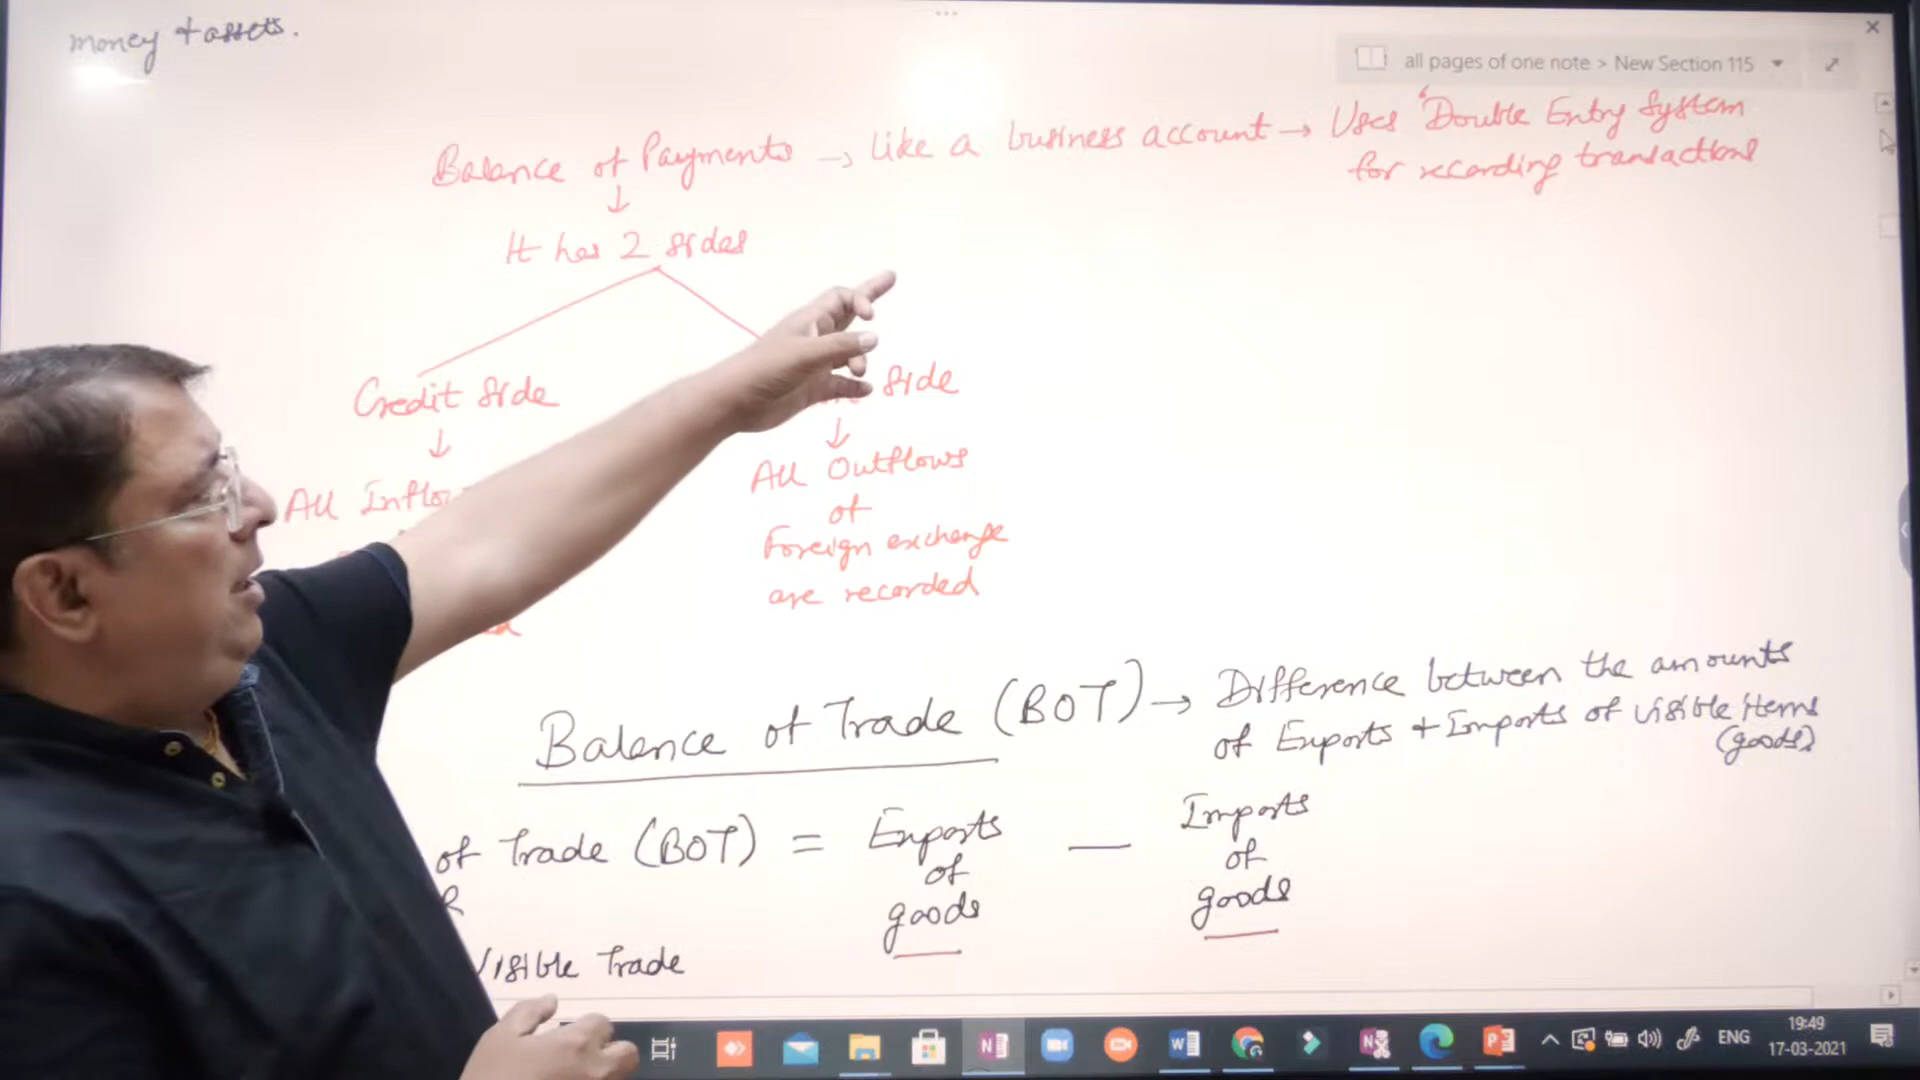 money + assets.
all pages of one note > New Section 115
Balance of Payments → like a business account → Uses 'Double Entry System
for recording transactions
↓
It has 2 sides
Credit side
side
↓
↓
All Inflo
All Outflows
of
Foreign exchange
are recorded
Balance of Trade (BOT) → Difference between the amounts
of Exports + Imports of visible items
(goods)
of Trade (BOT) = Exports of goods — Imports of goods
Visible Trade
ENG
19:49
17-03-2021